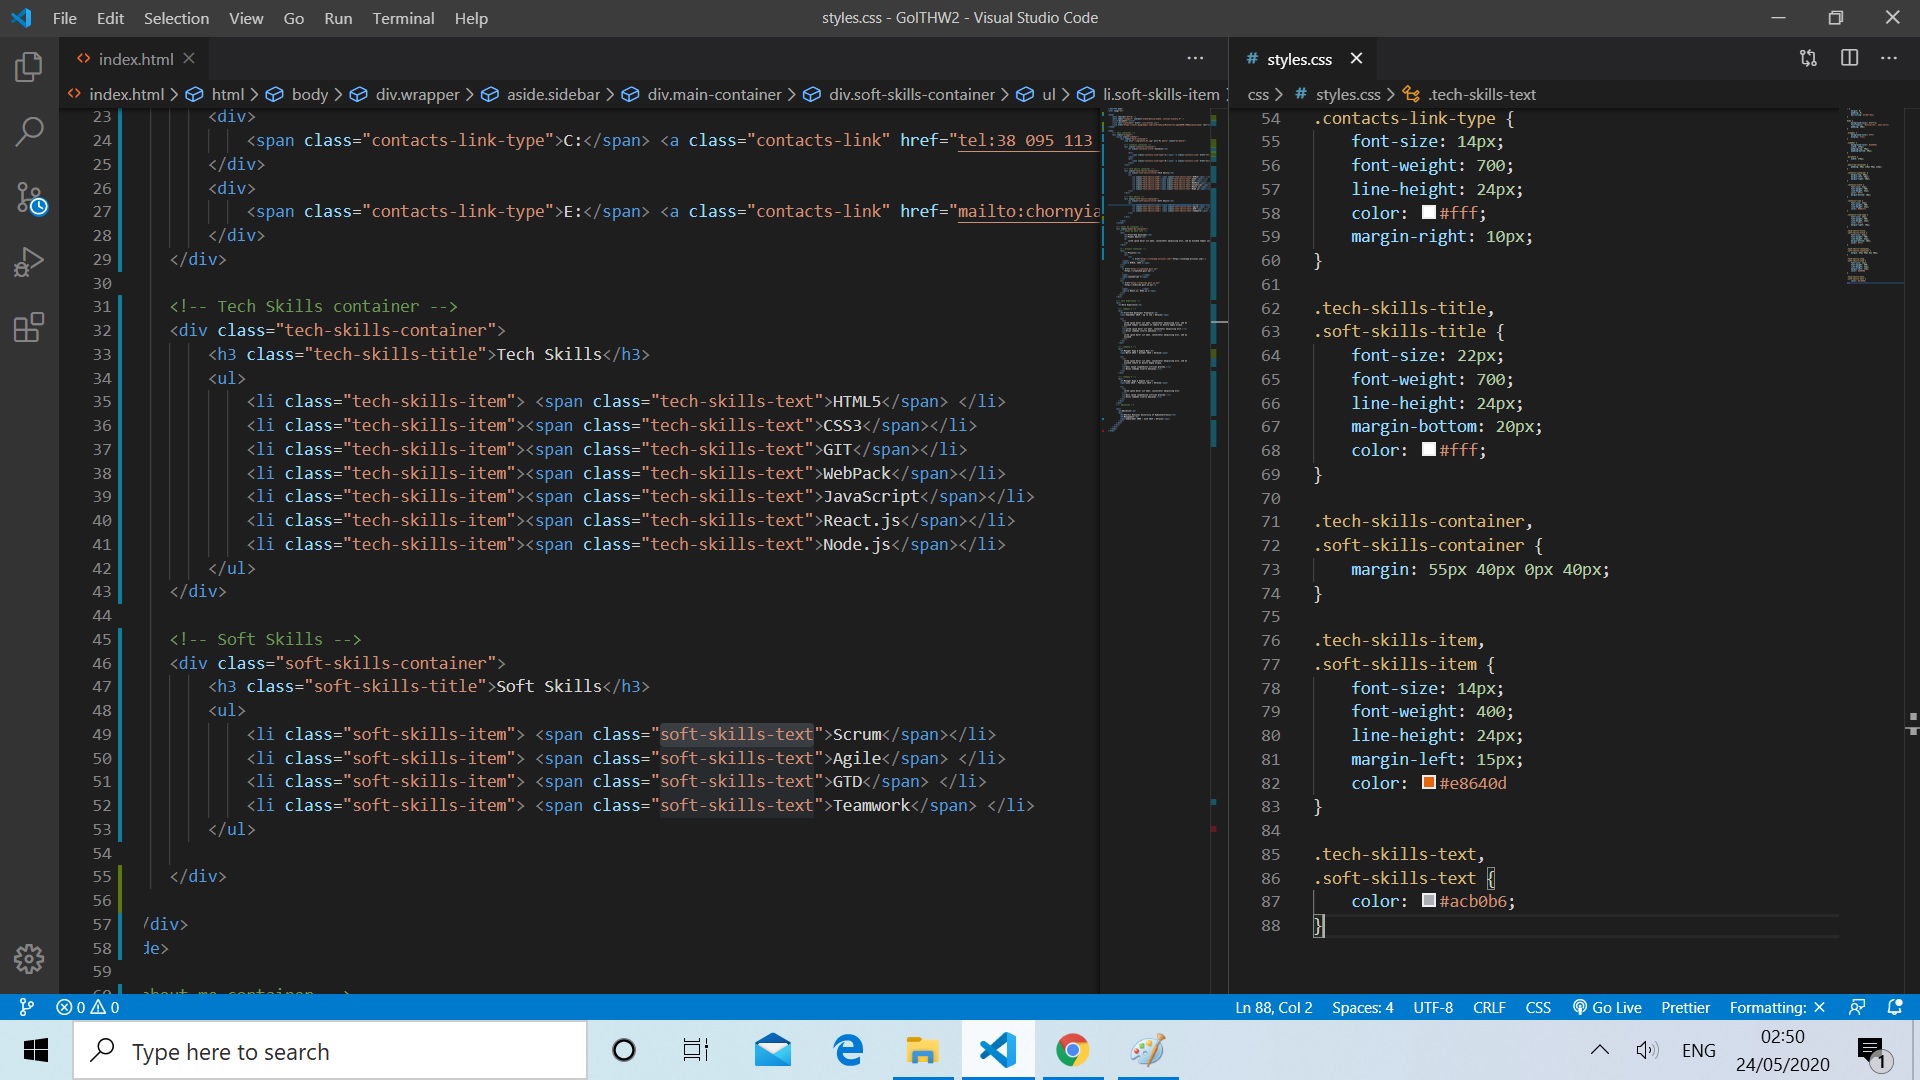 File Edit Selection View Go Run Terminal Help
styles.css - GoITHW2 - Visual Studio Code
index.html
index.html > html > body > div.wrapper > aside.sidebar > div.main-container > div.soft-skills-container > ul > li.soft-skills-item
23 <div>
24 <span class="contacts-link-type">C:</span> <a class="contacts-link" href="tel:38 095 113
25 </div>
26 <div>
27 <span class="contacts-link-type">E:</span> <a class="contacts-link" href="mailto:chornyia
28 </div>
29 </div>
30
31 <!-- Tech Skills container -->
32 <div class="tech-skills-container">
33 <h3 class="tech-skills-title">Tech Skills</h3>
34 <ul>
35 <li class="tech-skills-item"> <span class="tech-skills-text">HTML5</span> </li>
36 <li class="tech-skills-item"><span class="tech-skills-text">CSS3</span></li>
37 <li class="tech-skills-item"><span class="tech-skills-text">GIT</span></li>
38 <li class="tech-skills-item"><span class="tech-skills-text">WebPack</span></li>
39 <li class="tech-skills-item"><span class="tech-skills-text">JavaScript</span></li>
40 <li class="tech-skills-item"><span class="tech-skills-text">React.js</span></li>
41 <li class="tech-skills-item"><span class="tech-skills-text">Node.js</span></li>
42 </ul>
43 </div>
44
45 <!-- Soft Skills -->
46 <div class="soft-skills-container">
47 <h3 class="soft-skills-title">Soft Skills</h3>
48 <ul>
49 <li class="soft-skills-item"> <span class="soft-skills-text">Scrum</span></li>
50 <li class="soft-skills-item"> <span class="soft-skills-text">Agile</span> </li>
51 <li class="soft-skills-item"> <span class="soft-skills-text">GTD</span> </li>
52 <li class="soft-skills-item"> <span class="soft-skills-text">Teamwork</span> </li>
53 </ul>
54
55 </div>
56
57 /div>
58 de>
59
# styles.css
css > # styles.css > .tech-skills-text
54 .contacts-link-type {
55 font-size: 14px;
56 font-weight: 700;
57 line-height: 24px;
58 color: #fff;
59 margin-right: 10px;
60 }
61
62 .tech-skills-title,
63 .soft-skills-title {
64 font-size: 22px;
65 font-weight: 700;
66 line-height: 24px;
67 margin-bottom: 20px;
68 color: #fff;
69 }
70
71 .tech-skills-container,
72 .soft-skills-container {
73 margin: 55px 40px 0px 40px;
74 }
75
76 .tech-skills-item,
77 .soft-skills-item {
78 font-size: 14px;
79 font-weight: 400;
80 line-height: 24px;
81 margin-left: 15px;
82 color: #e8640d
83 }
84
85 .tech-skills-text,
86 .soft-skills-text {
87 color: #acb0b6;
88 }
0 0 Ln 88, Col 2 Spaces: 4 UTF-8 CRLF CSS Go Live Prettier Formatting: ×
Type here to search
ENG
02:50
24/05/2020
1